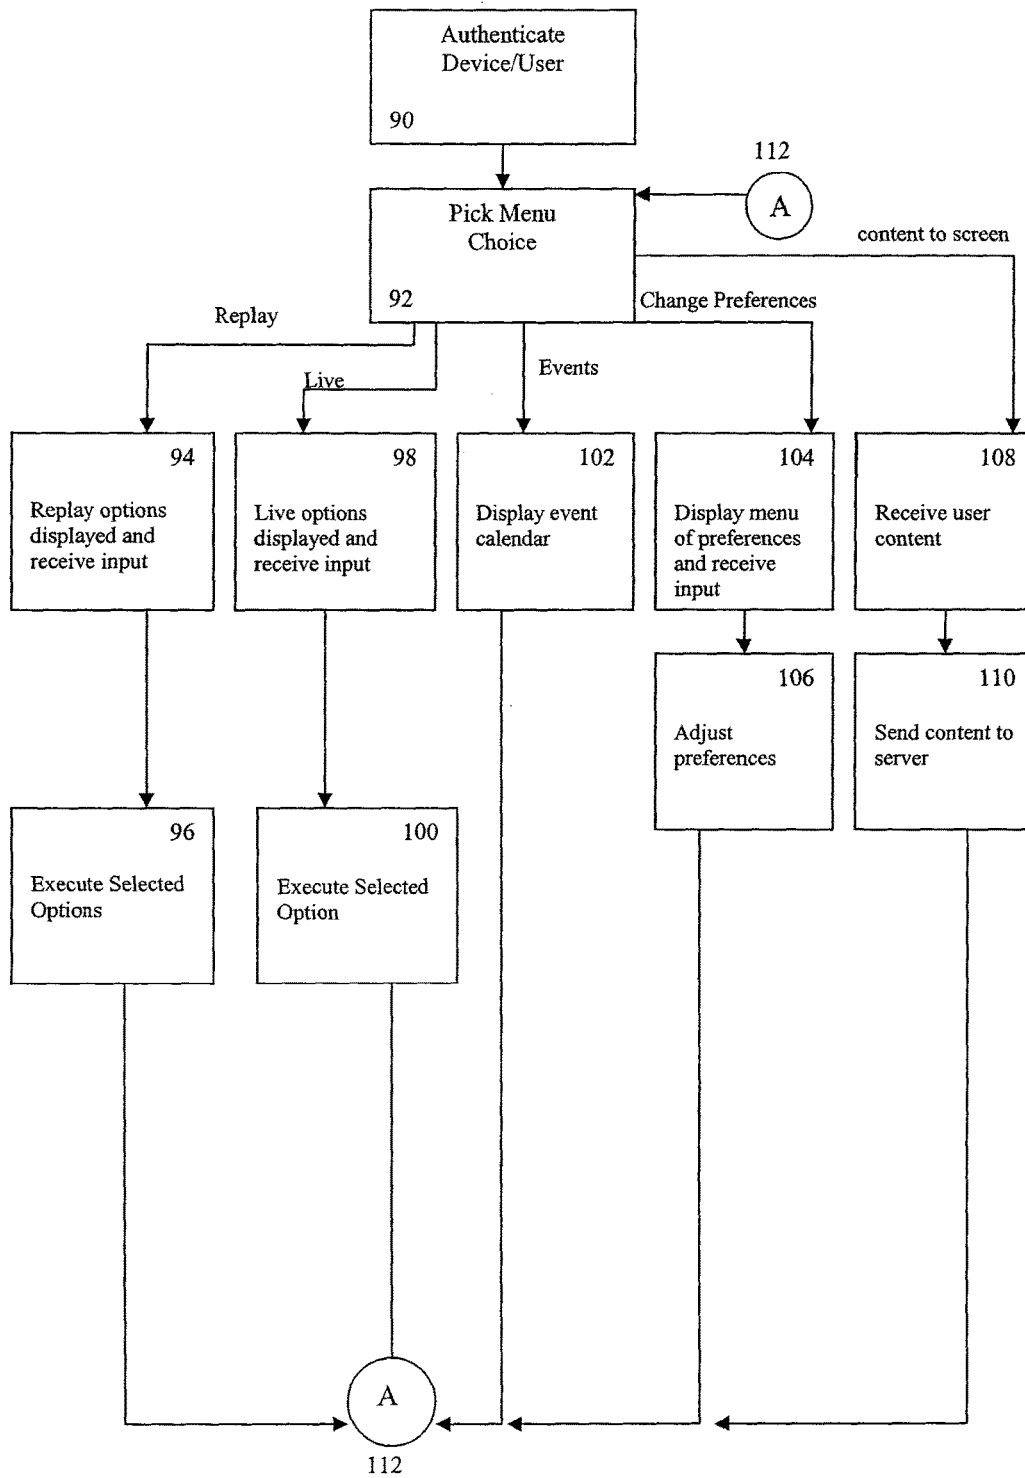 Authenticate
Device/User
90
112
A
Pick Menu
Choice
92
content to screen
Change Preferences
Replay
Live
Events
94
Replay options
displayed and
receive input
98
Live options
displayed and
receive input
102
Display event
calendar
104
Display menu
of preferences
and receive
input
108
Receive user
content
106
Adjust
preferences
110
Send content to
server
96
Execute Selected
Options
100
Execute Selected
Option
A
112